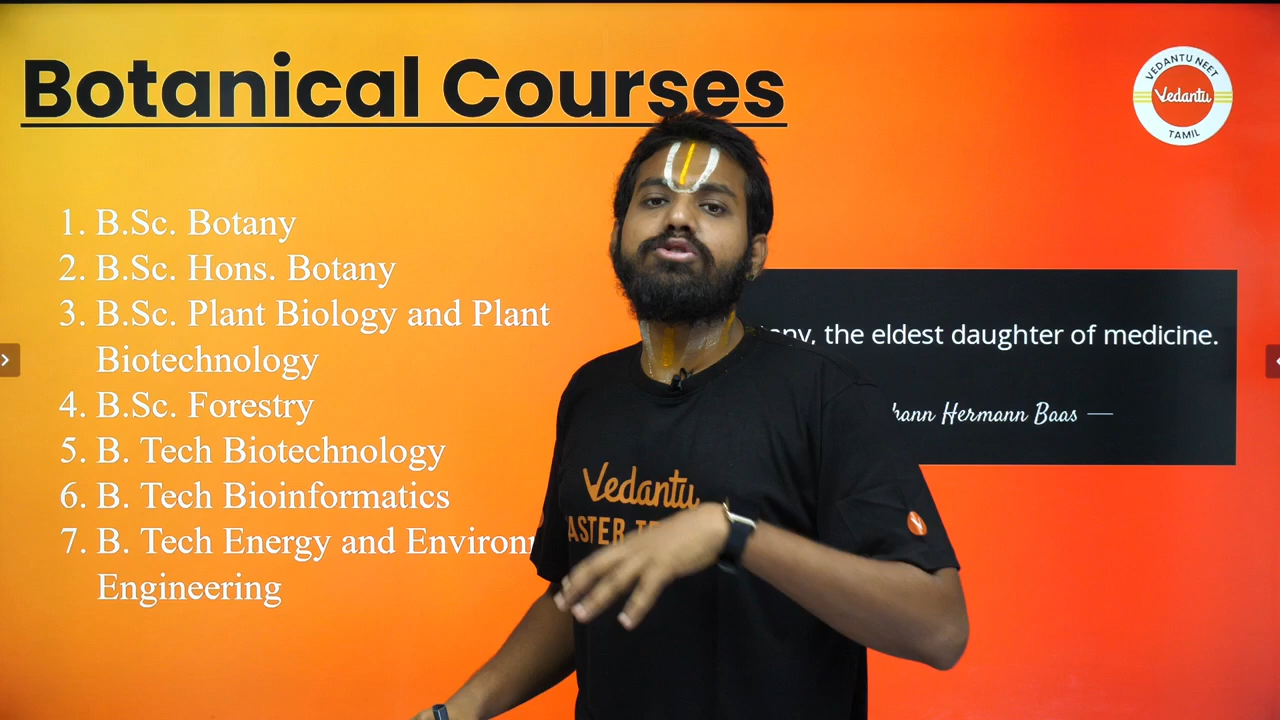 Botanical Courses
VEDANTU NEET
Vedantu
TAMIL
1. B.Sc. Botany
2. B.Sc. Hons. Botany
3. B.Sc. Plant Biology and Plant
Biotechnology
4. B.Sc. Forestry
5. B. Tech Biotechnology
6. B. Tech Bioinformatics
7. B. Tech Energy and
Engineering
the eldest daughter of medicine.
Hermann Baas —
Vedantu